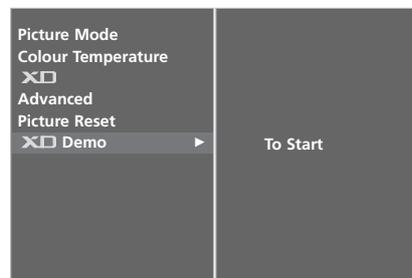 Picture Mode
Colour Temperature
XD
Advanced
Picture Reset
XD Demo ►
To Start